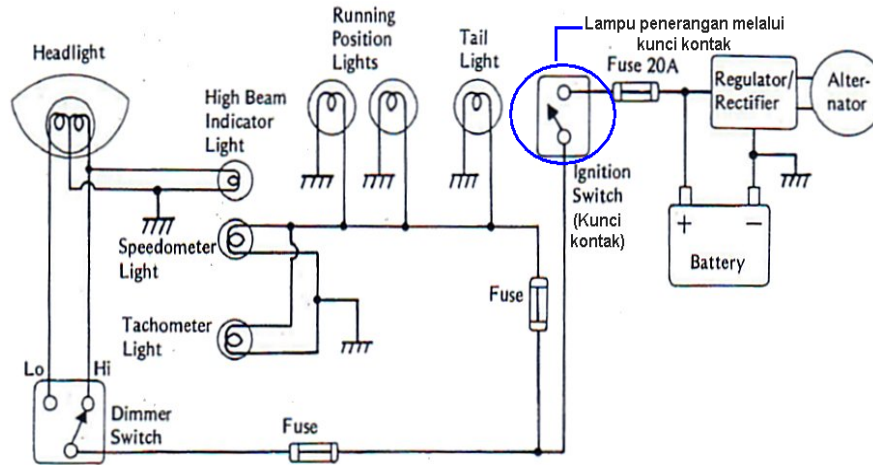 Headlight
High Beam
Indicator
Light
Running
Position
Lights
Tail
Light
Lampu penerangan melalui
kunci kontak
Fuse 20A
Regulator/
Rectifier
Alter-
nator
Ignition
Switch
(Kunci
kontak)
+
−
Battery
Speedometer
Light
Tachometer
Light
Fuse
Lo
Hi
Dimmer
Switch
Fuse